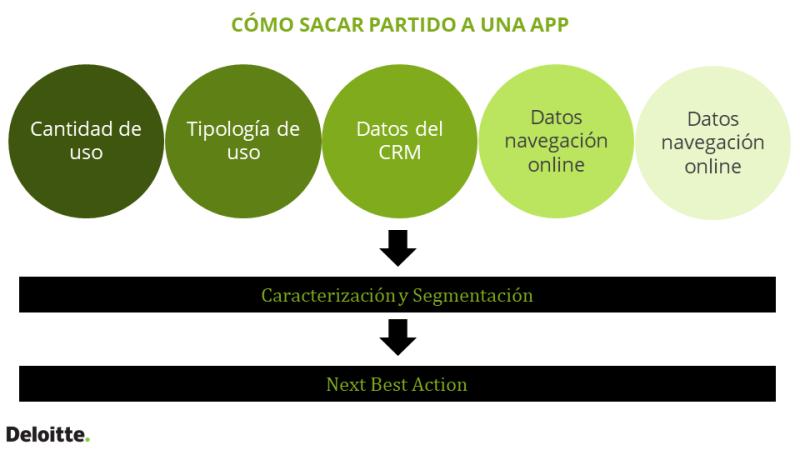 CÓMO SACAR PARTIDO A UNA APP
Cantidad de
uso
Tipología de
uso
Datos del
CRM
Datos
navegación
online
Datos
navegación
online
Caracterización y Segmentación
Next Best Action
Deloitte.